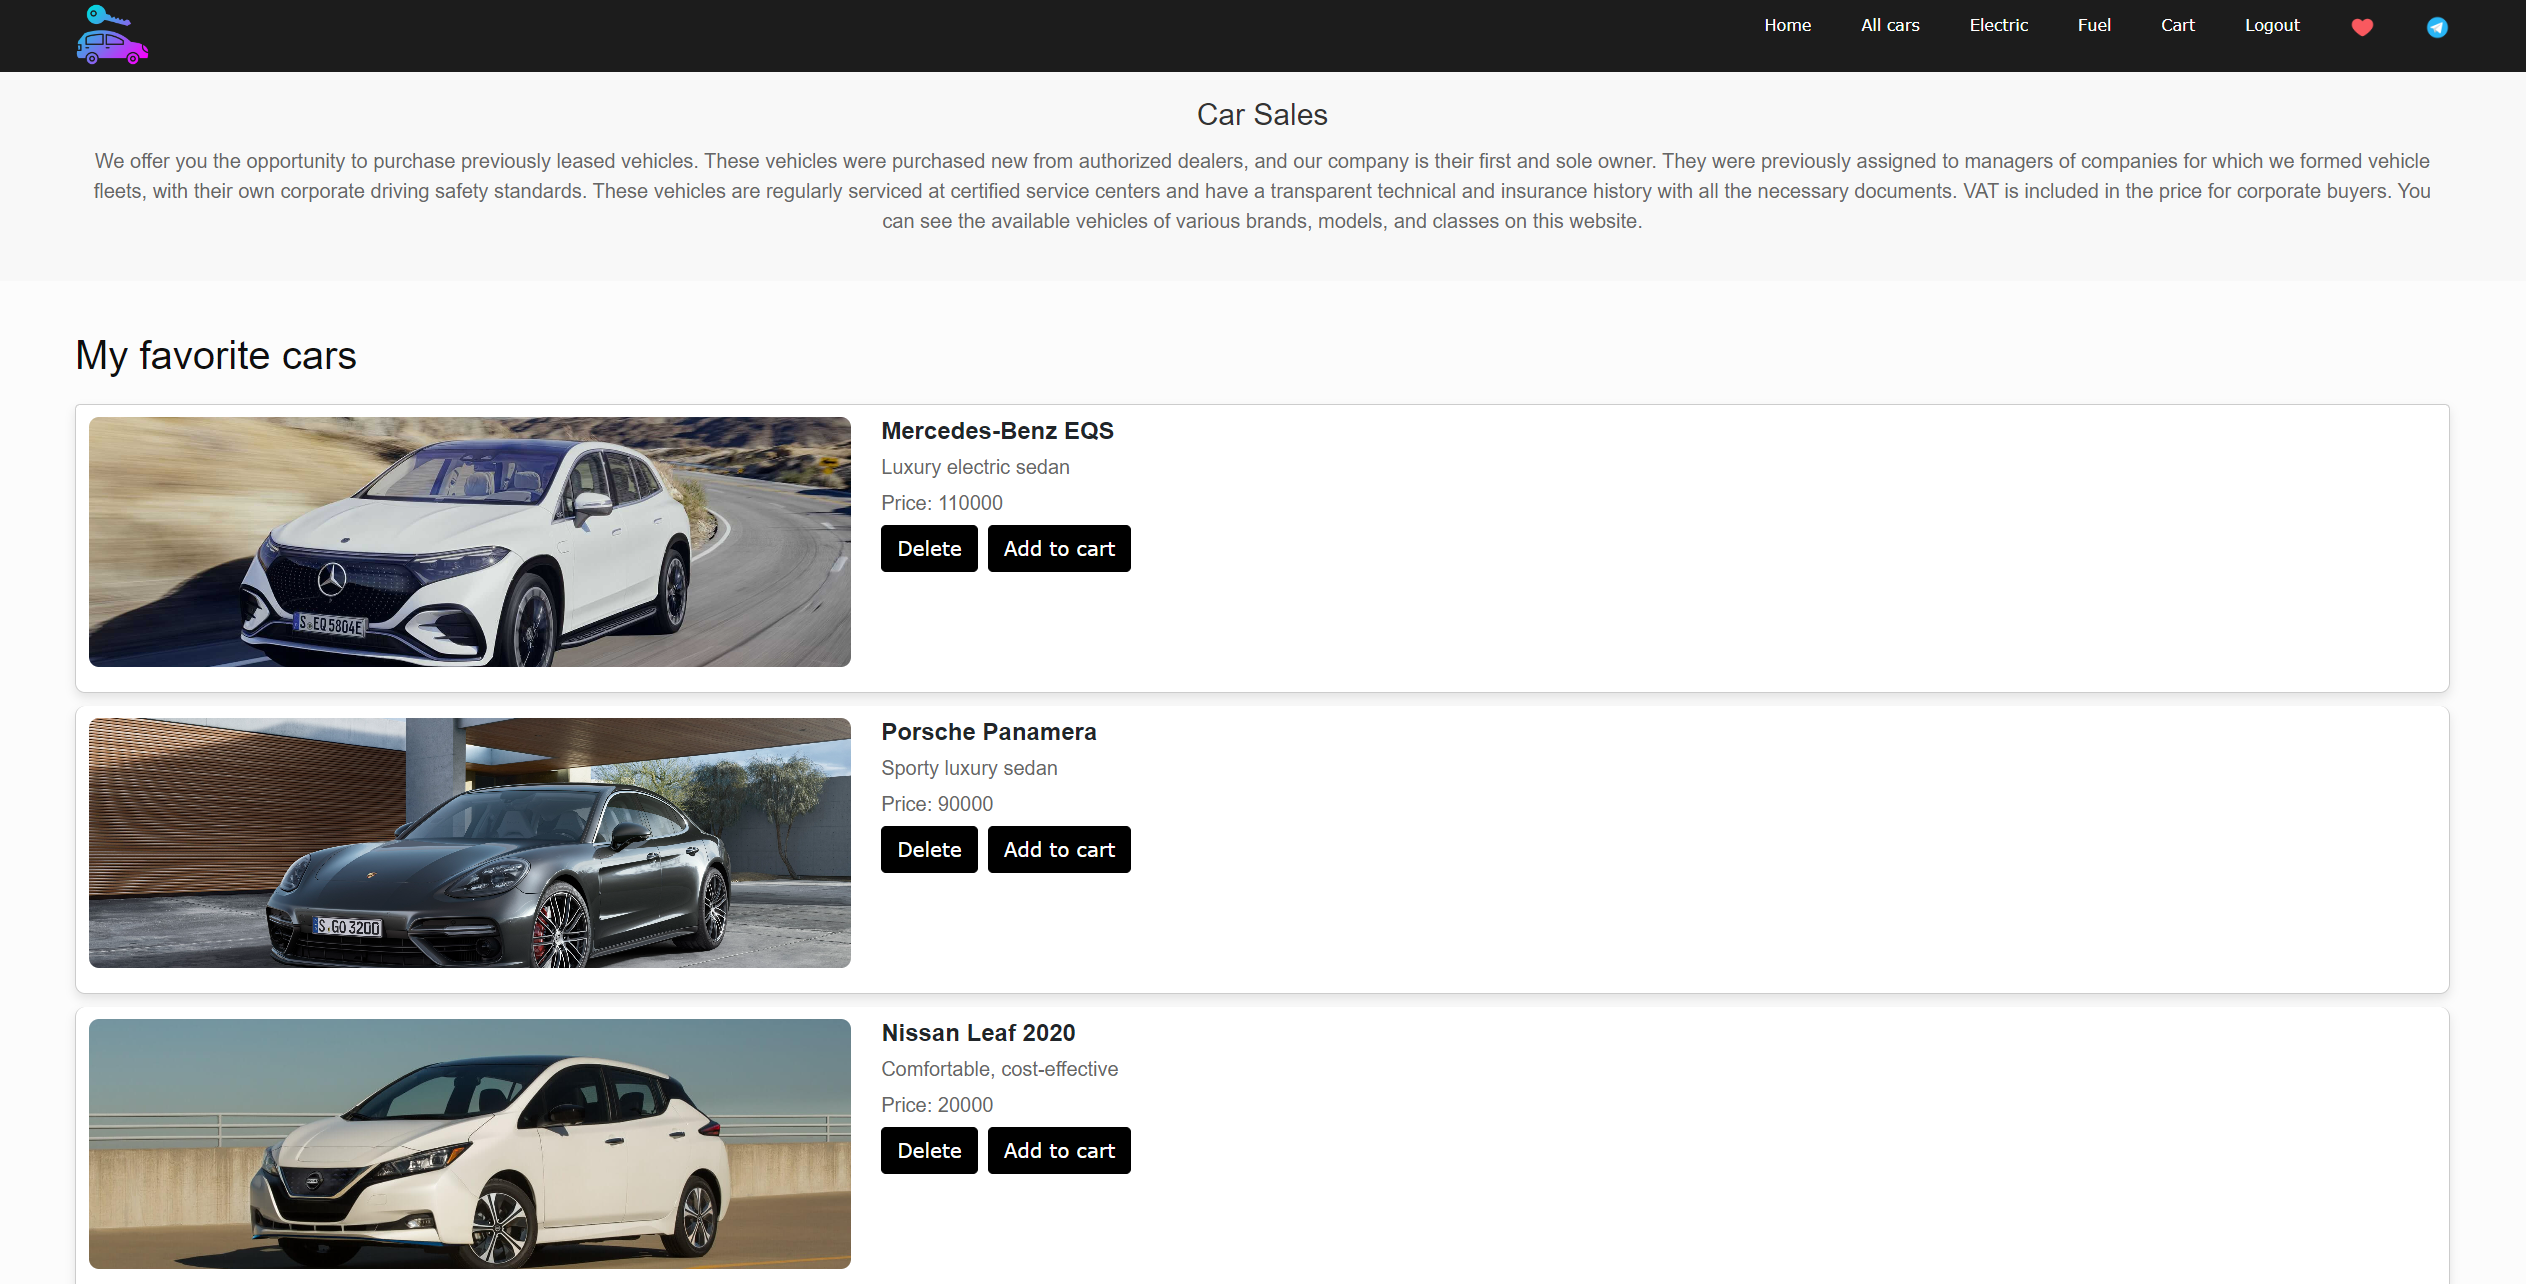 Home All cars Electric Fuel Cart Logout
Car Sales
We offer you the opportunity to purchase previously leased vehicles. These vehicles were purchased new from authorized dealers, and our company is their first and sole owner. They were previously assigned to managers of companies for which we formed vehicle
fleets, with their own corporate driving safety standards. These vehicles are regularly serviced at certified service centers and have a transparent technical and insurance history with all the necessary documents. VAT is included in the price for corporate buyers. You
can see the available vehicles of various brands, models, and classes on this website.
My favorite cars
Mercedes-Benz EQS
Luxury electric sedan
Price: 110000
Delete Add to cart
S EQ 5804E
Porsche Panamera
Sporty luxury sedan
Price: 90000
Delete Add to cart
S GO 3200
Nissan Leaf 2020
Comfortable, cost-effective
Price: 20000
Delete Add to cart